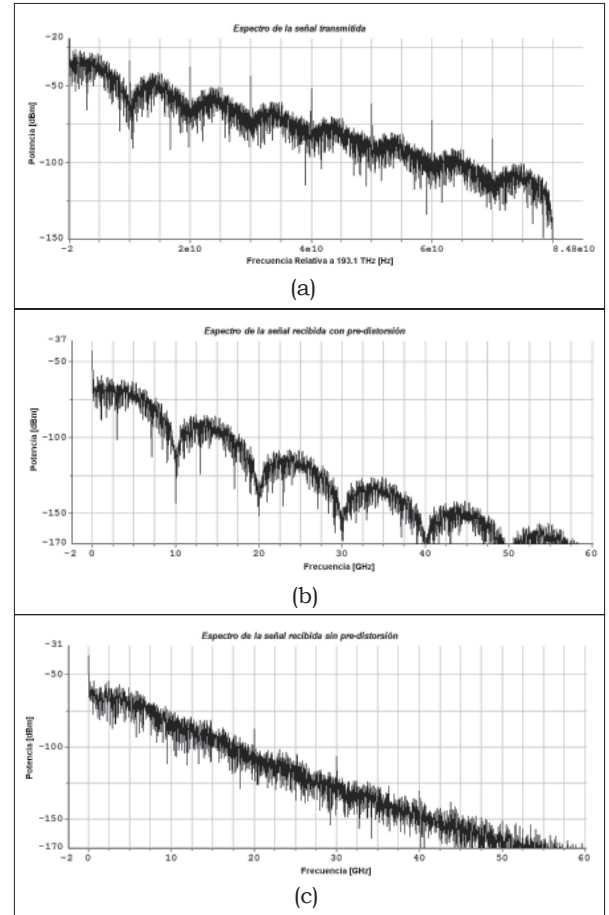 Espectro de la señal transmitida
-20
-50
-100
-150
Potencia [dBm]
-2 2e10 4e10 6e10 8.48e10
Frecuencia Relativa a 193.1 THz [Hz]
(a)
Espectro de la señal recibida con pre-distorsión
-37
-50
-100
-150
-170
Potencia [dBm]
-2 0 10 20 30 40 50 60
Frecuencia [GHz]
(b)
Espectro de la señal recibida sin pre-distorsión
-31
-50
-100
-150
-170
Potencia [dBm]
-2 0 10 20 30 40 50 60
Frecuencia [GHz]
(c)